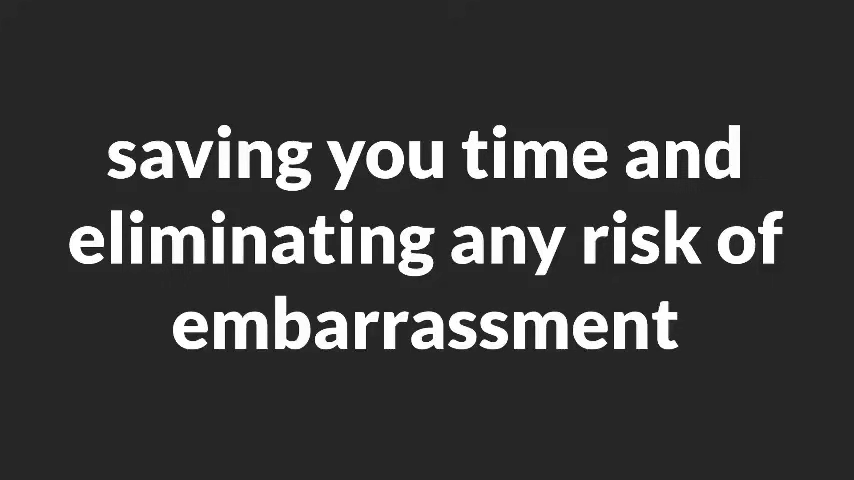 saving you time and
eliminating any risk of
embarrassment